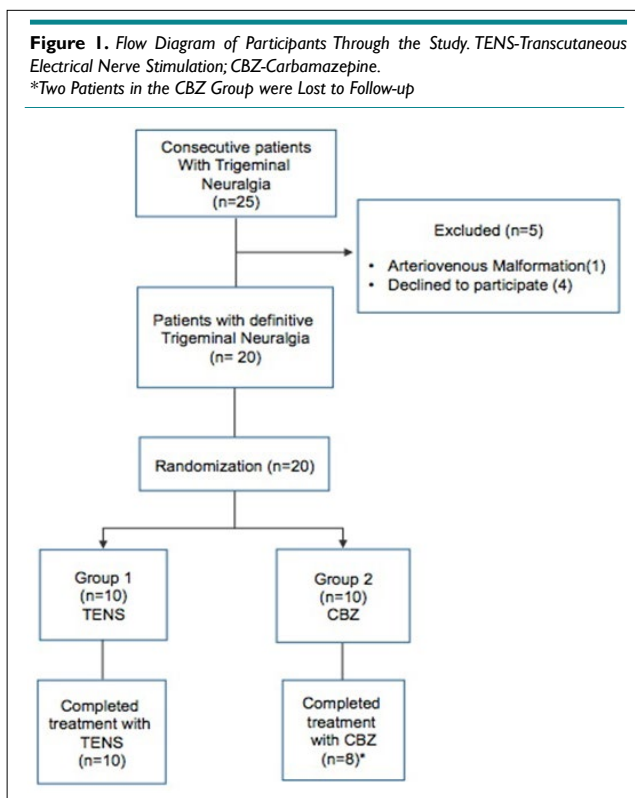 Figure 1. Flow Diagram of Participants Through the Study. TENS-Transcutaneous
Electrical Nerve Stimulation; CBZ-Carbamazepine.
*Two Patients in the CBZ Group were Lost to Follow-up
Consecutive patients
With Trigeminal
Neuralgia
(n=25)
Excluded (n=5)
• Arteriovenous Malformation(1)
• Declined to participate (4)
Patients with definitive
Trigeminal Neuralgia
(n= 20)
Randomization (n=20)
Group 1
(n=10)
TENS
Group 2
(n=10)
CBZ
Completed
treatment with
TENS
(n=10)
Completed
treatment
with CBZ
(n=8)*